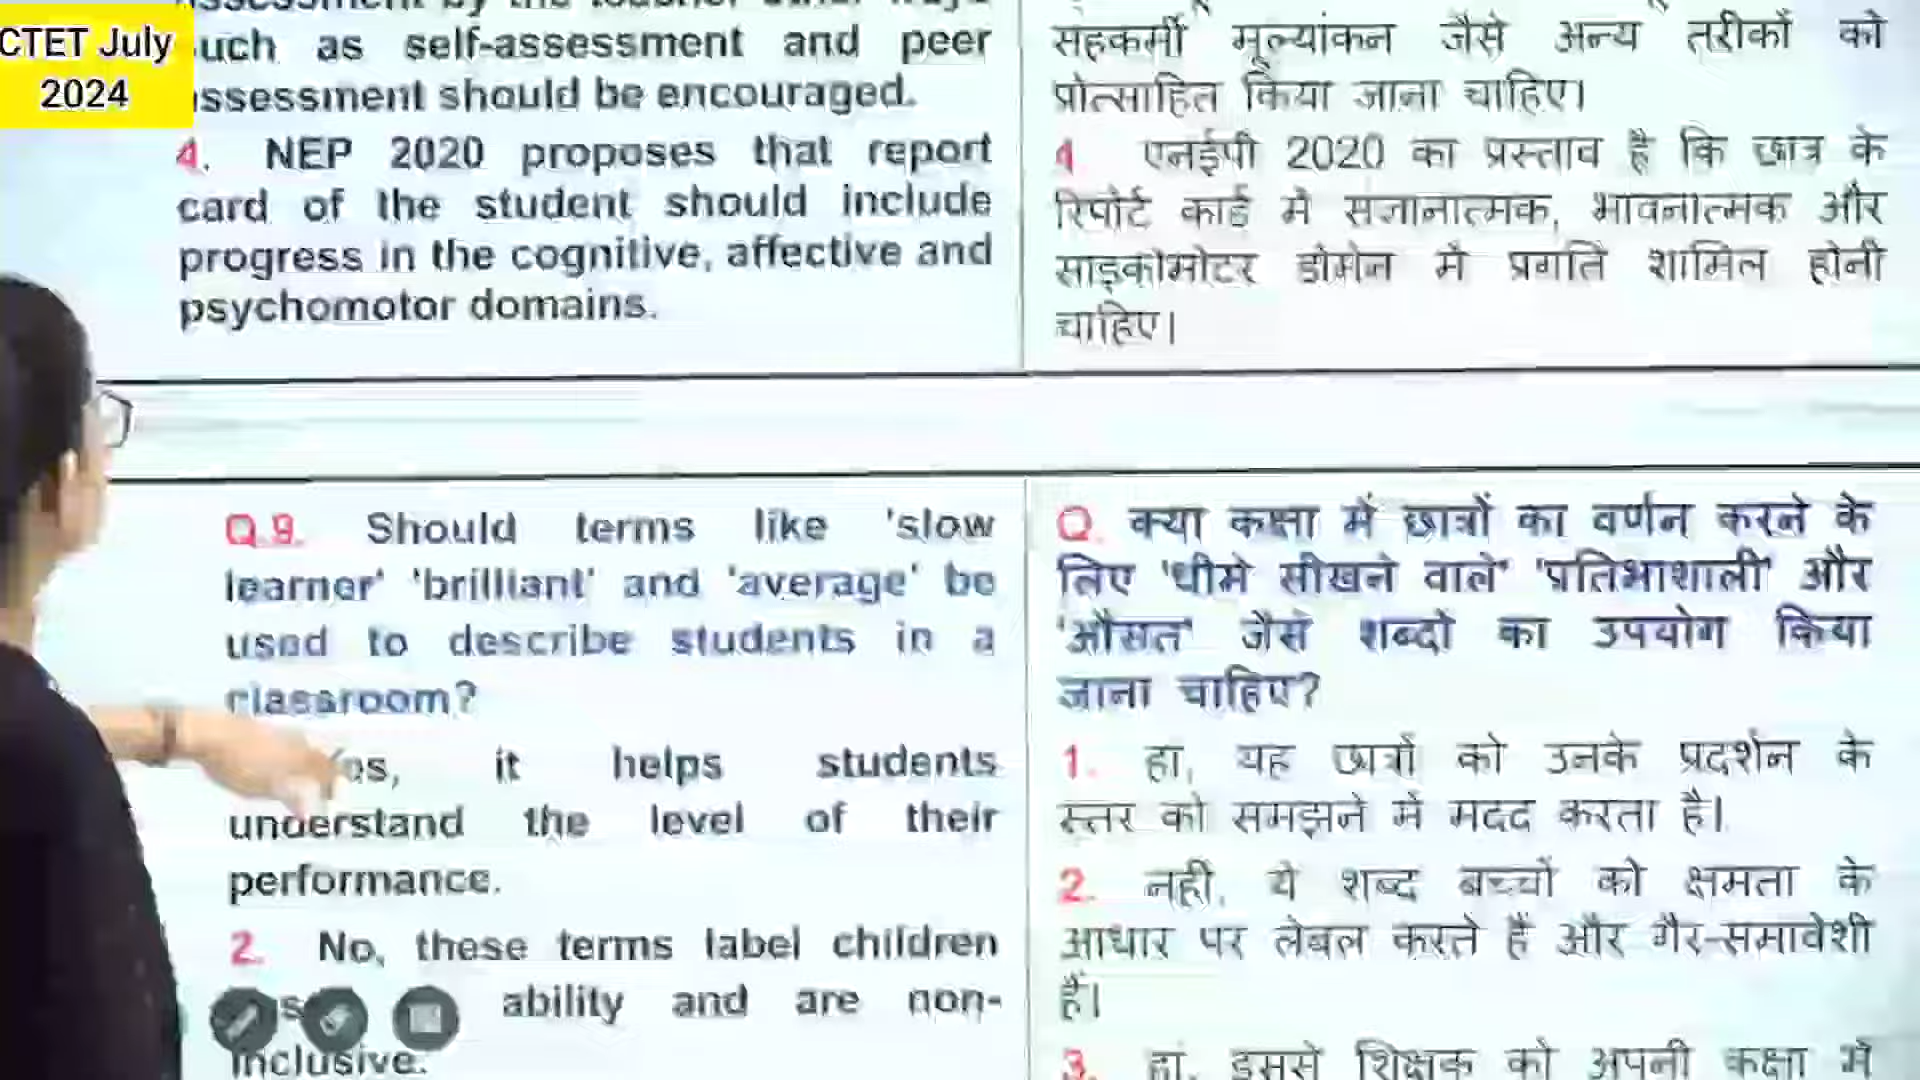 CTET July
2024
such as self-assessment and peer
assessment should be encouraged.
4. NEP 2020 proposes that report
card of the student should include
progress in the cognitive, affective and
psychomotor domains.
सहकर्मी मूल्यांकन जैसे अन्य तरीकों को
प्रोत्साहित किया जाना चाहिए।
4 एनईपी 2020 का प्रस्ताव है कि छात्र के
रिपोर्ट कार्ड में संज्ञानात्मक, भावनात्मक और
साइकोमोटर डोमेन में प्रगति शामिल होनी
चाहिए।
Q.9. Should terms like 'slow
learner' 'brilliant' and 'average' be
used to describe students in a
classroom?
Yes, it helps students
understand the level of their
performance.
2. No, these terms label children
ability and are non-
inclusive.
Q. क्या कक्षा में छात्रों का वर्णन करने के
लिए 'धीमे सीखने वाले' 'प्रतिभाशाली' और
'औसत' जैसे शब्दों का उपयोग किया
जाना चाहिए?
1. हां, यह छात्रों को उनके प्रदर्शन के
स्तर को समझने में मदद करता है।
2. नहीं, ये शब्द बच्चों को क्षमता के
आधार पर लेबल करते हैं और गैर-समावेशी
हैं।
3. हां, इससे शिक्षक को अपनी कक्षा में